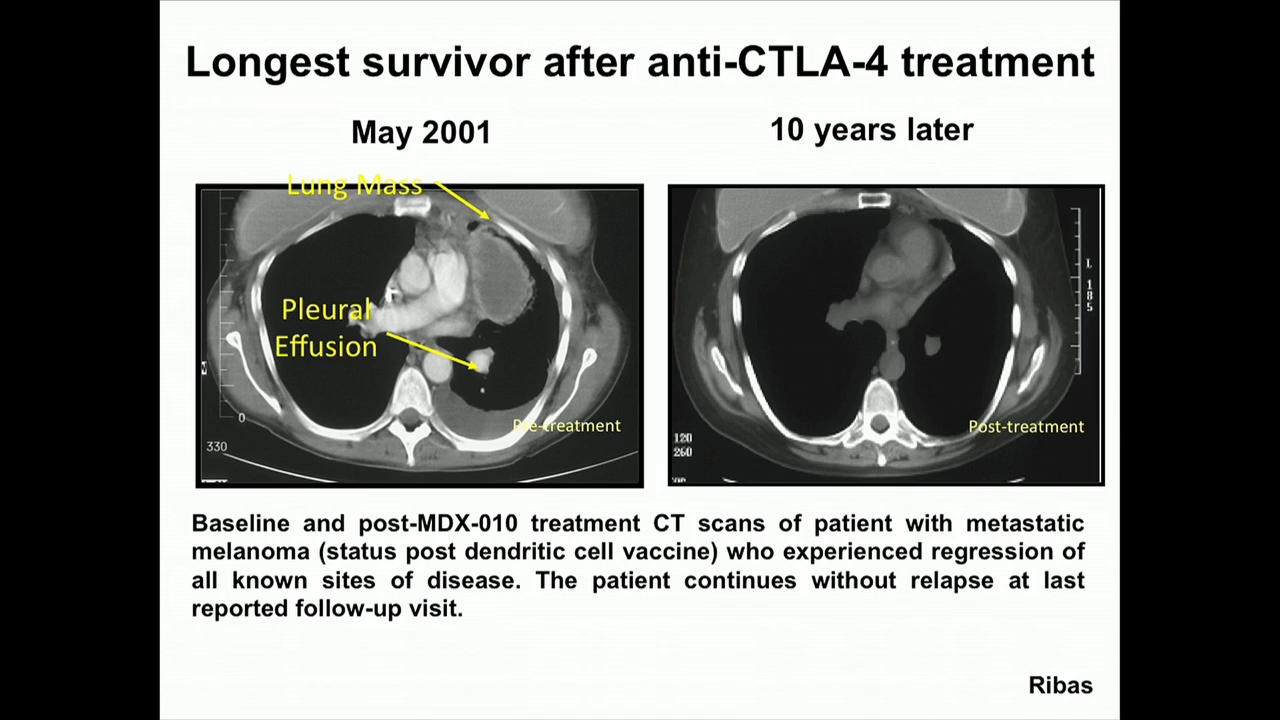 Longest survivor after anti-CTLA-4 treatment
May 2001
10 years later
Lung Mass
Pleural
Effusion
Pre-treatment
0
330
L
1
8
5
Post-treatment
120
260
Baseline and post-MDX-010 treatment CT scans of patient with metastatic
melanoma (status post dendritic cell vaccine) who experienced regression of
all known sites of disease. The patient continues without relapse at last
reported follow-up visit.
Ribas